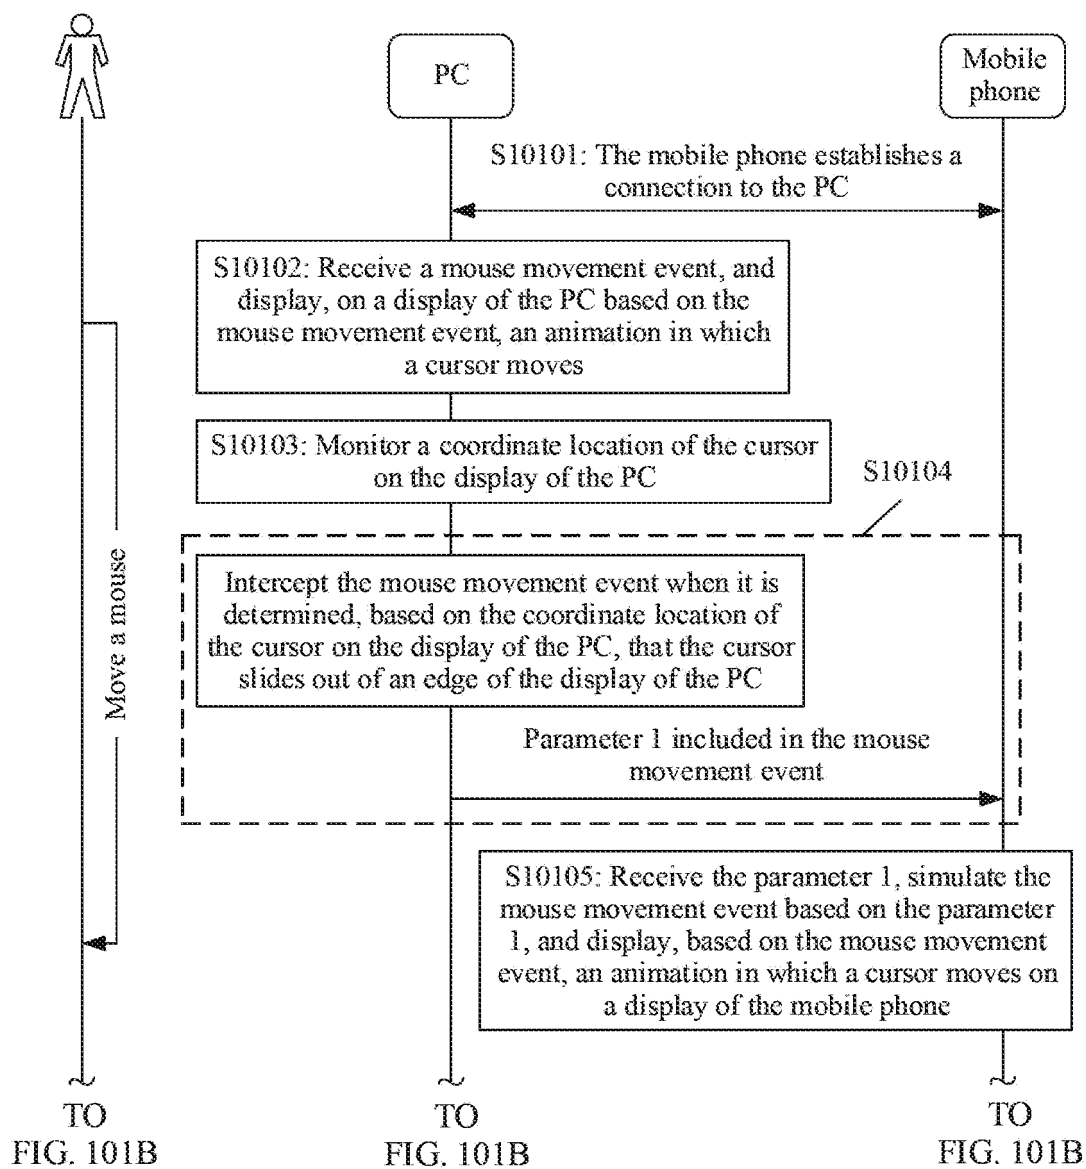 PC
Mobile
phone
S10101: The mobile phone establishes a
connection to the PC
S10102: Receive a mouse movement event, and
display, on a display of the PC based on the
mouse movement event, an animation in which
a cursor moves
S10103: Monitor a coordinate location of the cursor
on the display of the PC
S10104
Move a mouse
Intercept the mouse movement event when it is
determined, based on the coordinate location of
the cursor on the display of the PC, that the cursor
slides out of an edge of the display of the PC
Parameter 1 included in the mouse
movement event
S10105: Receive the parameter 1, simulate the
mouse movement event based on the parameter
1, and display, based on the mouse movement
event, an animation in which a cursor moves on
a display of the mobile phone
TO
FIG. 101B
TO
FIG. 101B
TO
FIG. 101B